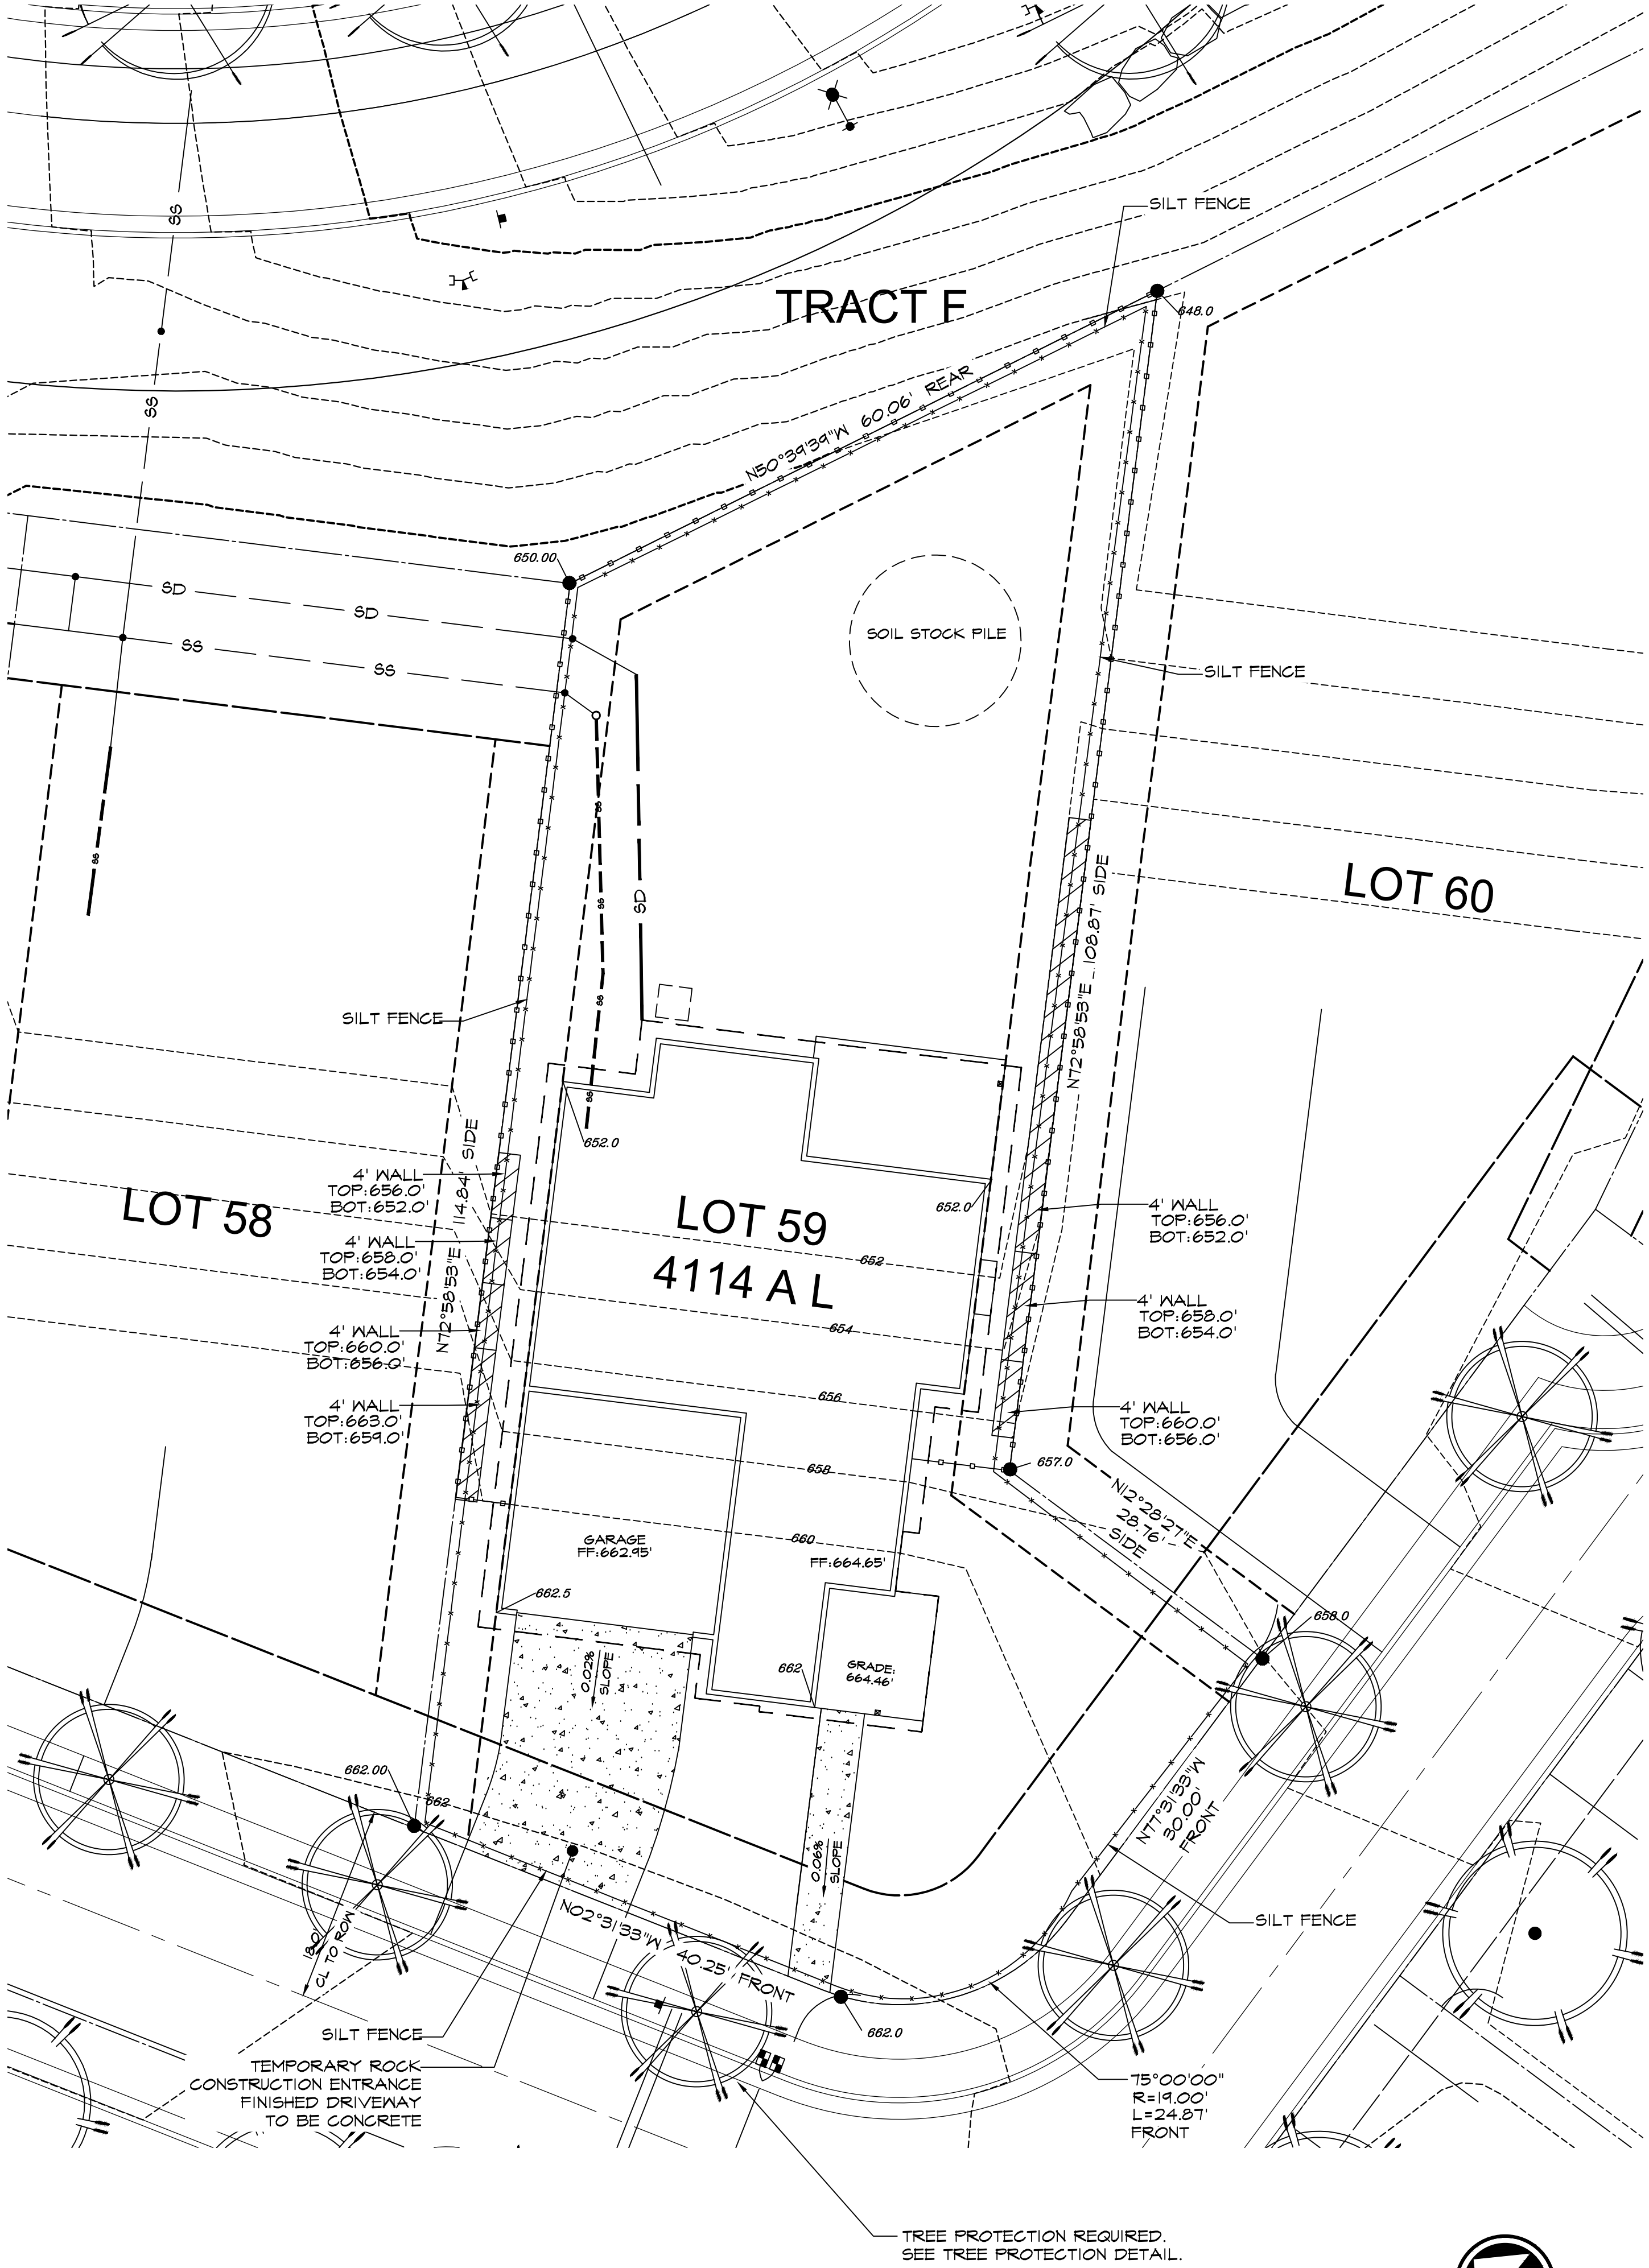 SS
SILT FENCE
TRACT F
648.0
SS
N50°39'39"W 60.06' REAR
650.00
SD
SD
SS
SS
SOIL STOCK PILE
SILT FENCE
SS
SS
SS
SD
LOT 60
N72°58'53"E 108.87' SIDE
SS
SILT FENCE
SS
652.0
N72°58'53"E 114.84' SIDE
4' WALL
TOP:656.0'
BOT:652.0'
LOT 58
4' WALL
TOP:658.0'
BOT:654.0'
4' WALL
TOP:660.0'
BOT:656.0'
4' WALL
TOP:663.0'
BOT:659.0'
LOT 59
4114 A L
652.0
652
654
656
658
660
4' WALL
TOP:656.0'
BOT:652.0'
4' WALL
TOP:658.0'
BOT:654.0'
4' WALL
TOP:660.0'
BOT:656.0'
657.0
N12°28'27"E
28.76'
SIDE
GARAGE
FF:662.95'
FF:664.65'
662.5
658.0
0.02%
SLOPE
662
GRADE:
664.46'
662.00
662
N77°31'33"W
30.00'
FRONT
0.06%
SLOPE
CL TO ROW
N02°31'33"W 40.25' FRONT
SILT FENCE
SILT FENCE
662.0
TEMPORARY ROCK
CONSTRUCTION ENTRANCE
FINISHED DRIVEWAY
TO BE CONCRETE
75°00'00"
R=19.00'
L=24.87'
FRONT
TREE PROTECTION REQUIRED.
SEE TREE PROTECTION DETAIL.